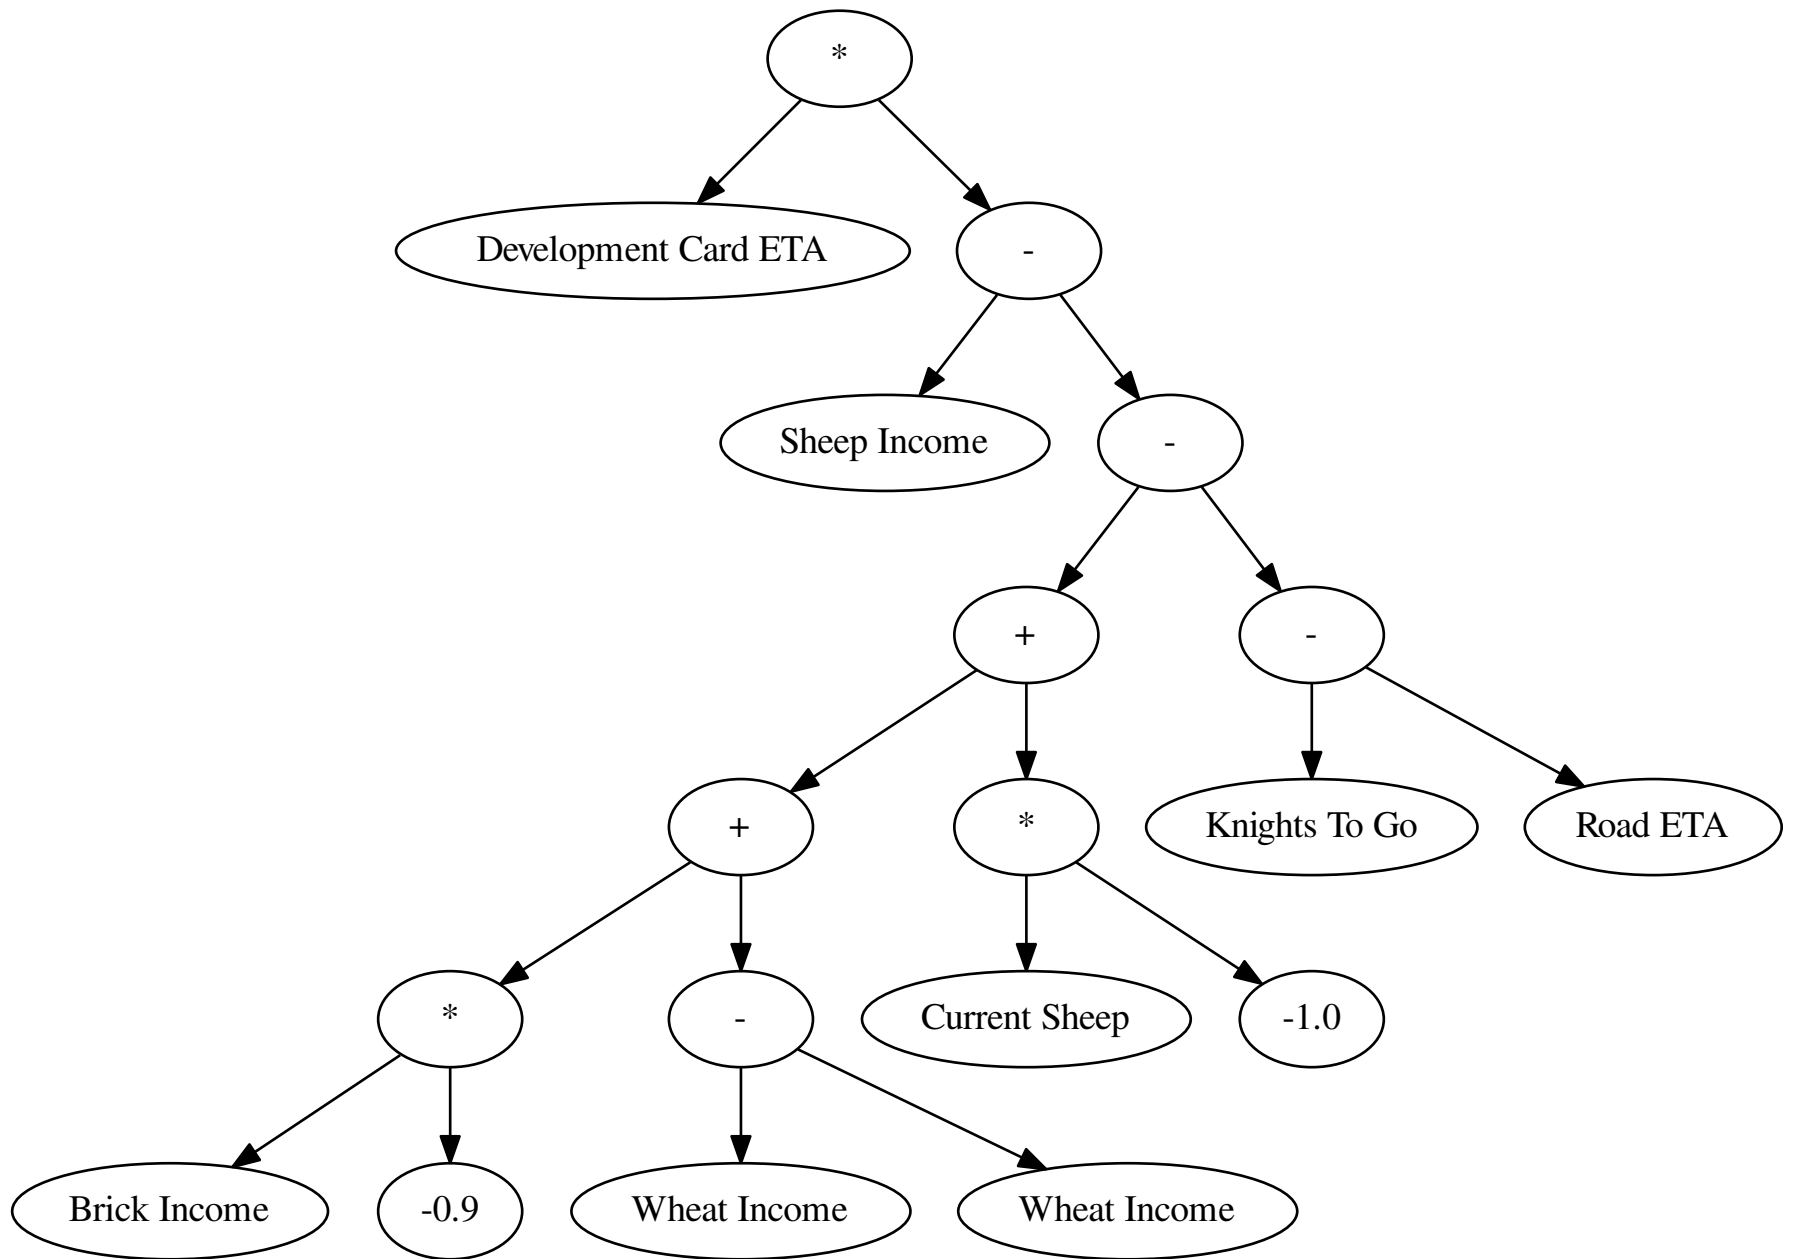 *
Development Card ETA
-
Sheep Income
-
+
-
+
*
Knights To Go
Road ETA
*
-
Current Sheep
-1.0
Brick Income
-0.9
Wheat Income
Wheat Income